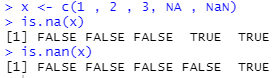 > x <- c(1 , 2 , 3, NA , NaN)
> is.na(x)
[1] FALSE FALSE FALSE  TRUE  TRUE
> is.nan(x)
[1] FALSE FALSE FALSE FALSE  TRUE